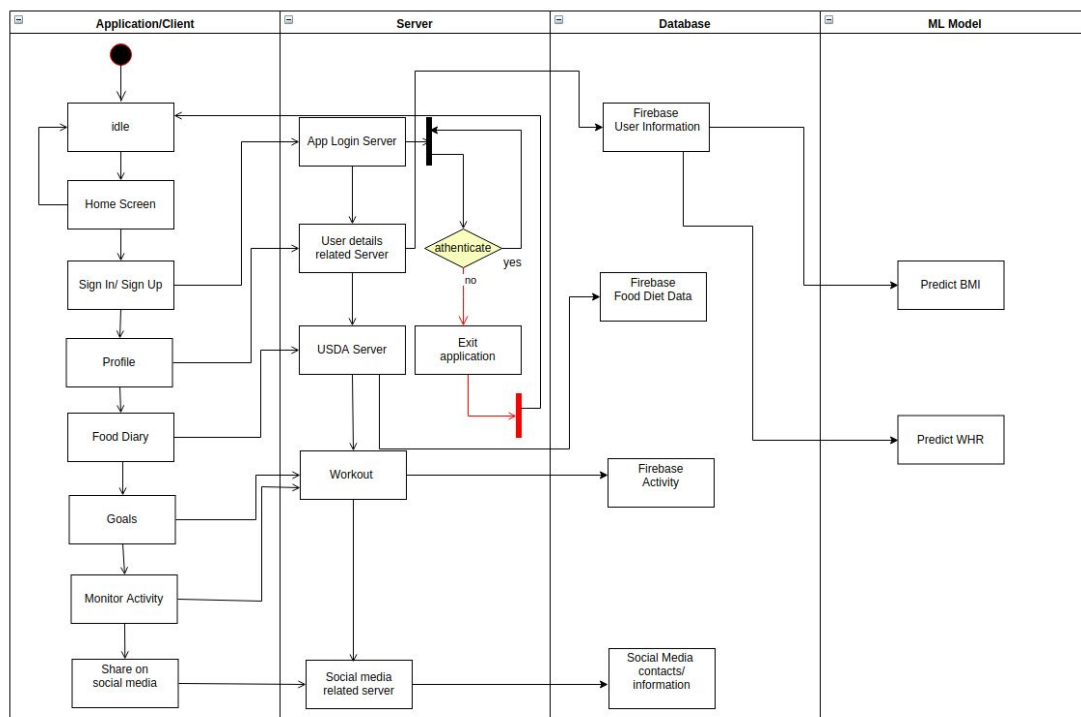 Application/Client
Server
Database
ML Model
idle
Home Screen
Sign In/ Sign Up
Profile
Food Diary
Goals
Monitor Activity
Share on
social media
App Login Server
User details
related Server
USDA Server
Workout
Social media
related server
athenticate
yes
no
Exit
application
Firebase
User Information
Firebase
Food Diet Data
Firebase
Activity
Social Media
contacts/
information
Predict BMI
Predict WHR